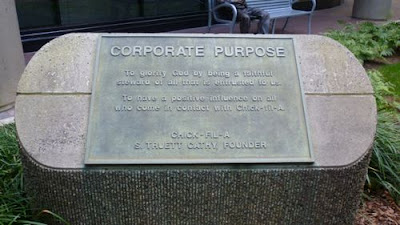 CORPORATE PURPOSE
To glorify God by being a faithful
steward of all that is entrusted to us.
To have a positive influence on all
who come in contact with Chick-fil-A.
CHICK-FIL-A
S. TRUETT CATHY, FOUNDER